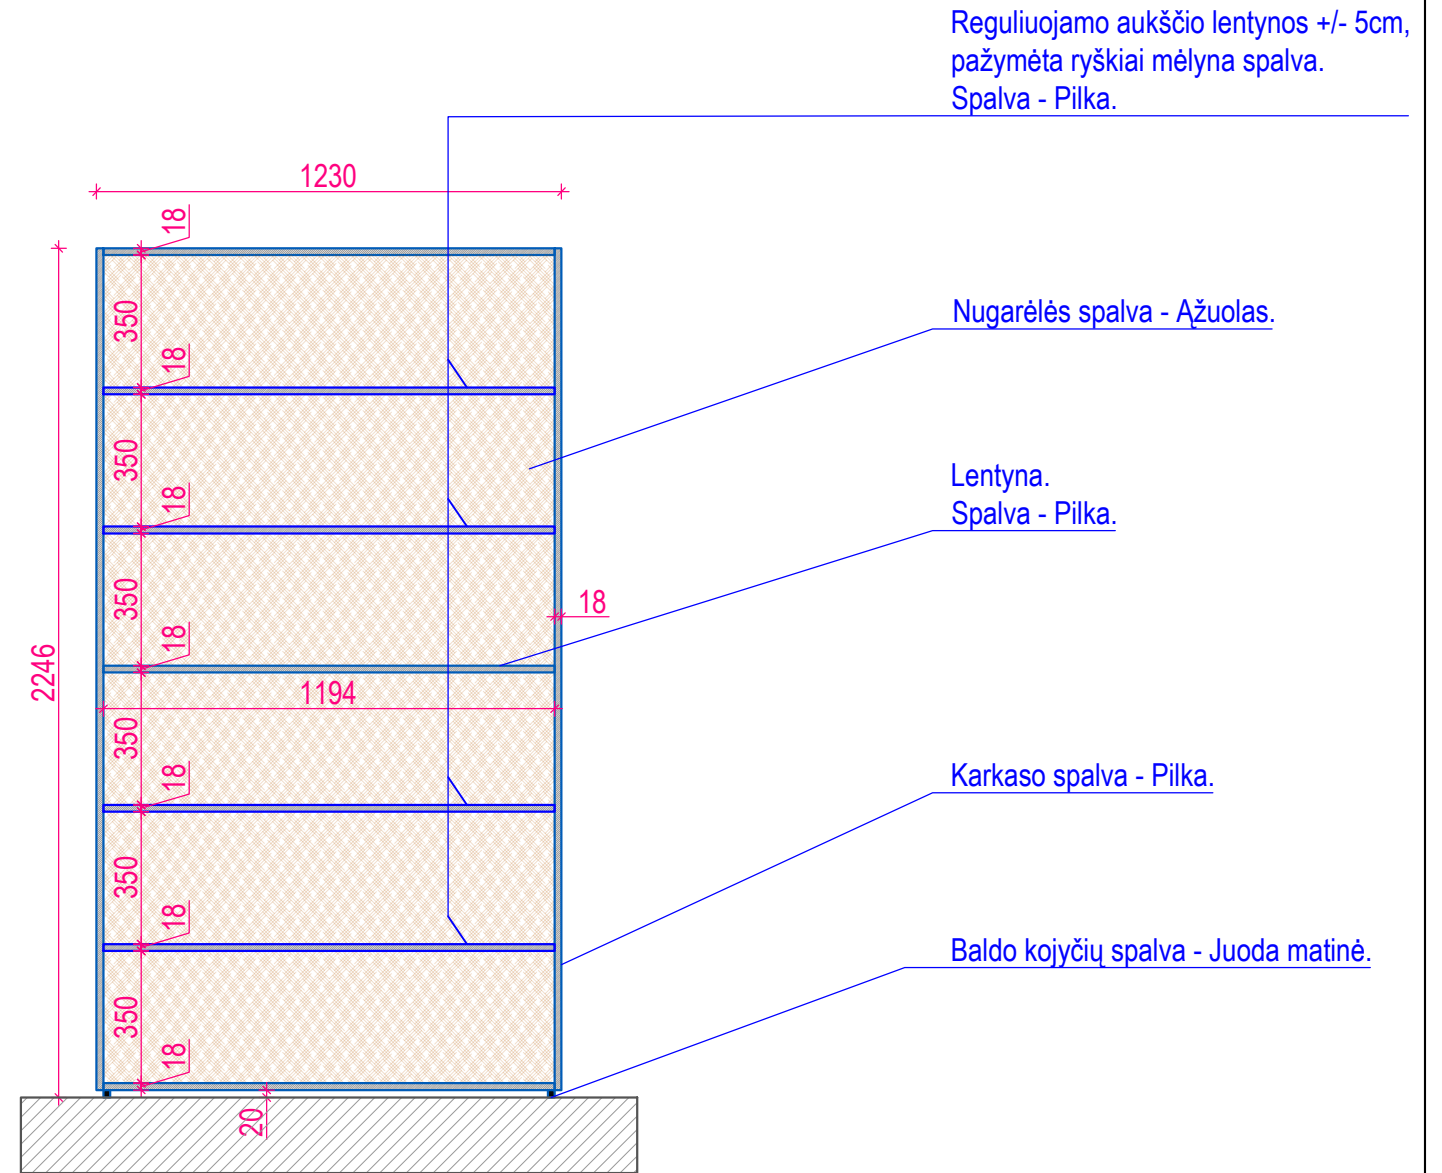 Reguliuojamo aukščio lentynos +/- 5cm,
pažymėta ryškiai mėlyna spalva.
Spalva - Pilka.
1230
18
350
Nugarėlės spalva - Ąžuolas.
18
350
Lentyna.
Spalva - Pilka.
18
350
18
18
2246
1194
350
18
Karkaso spalva - Pilka.
350
18
Baldo kojyčių spalva - Juoda matinė.
350
18
20